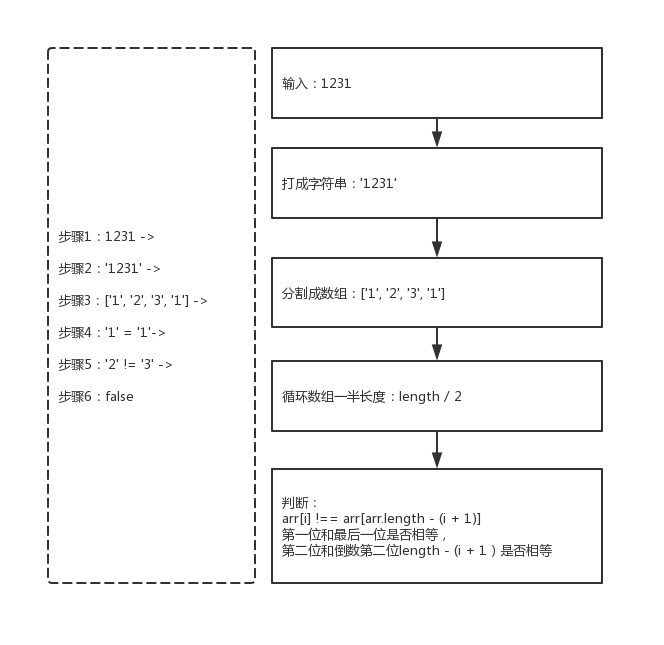 步骤1：1231 ->
步骤2：'1231' ->
步骤3：['1', '2', '3', '1'] ->
步骤4：'1' = '1'->
步骤5：'2' != '3' ->
步骤6：false
输入：1231
打成字符串：'1231'
分割成数组：['1', '2', '3', '1']
循环数组一半长度：length / 2
判断：
arr[i] !== arr[arr.length - (i + 1)]
第一位和最后一位是否相等，
第二位和倒数第二位length - (i + 1 ) 是否相等